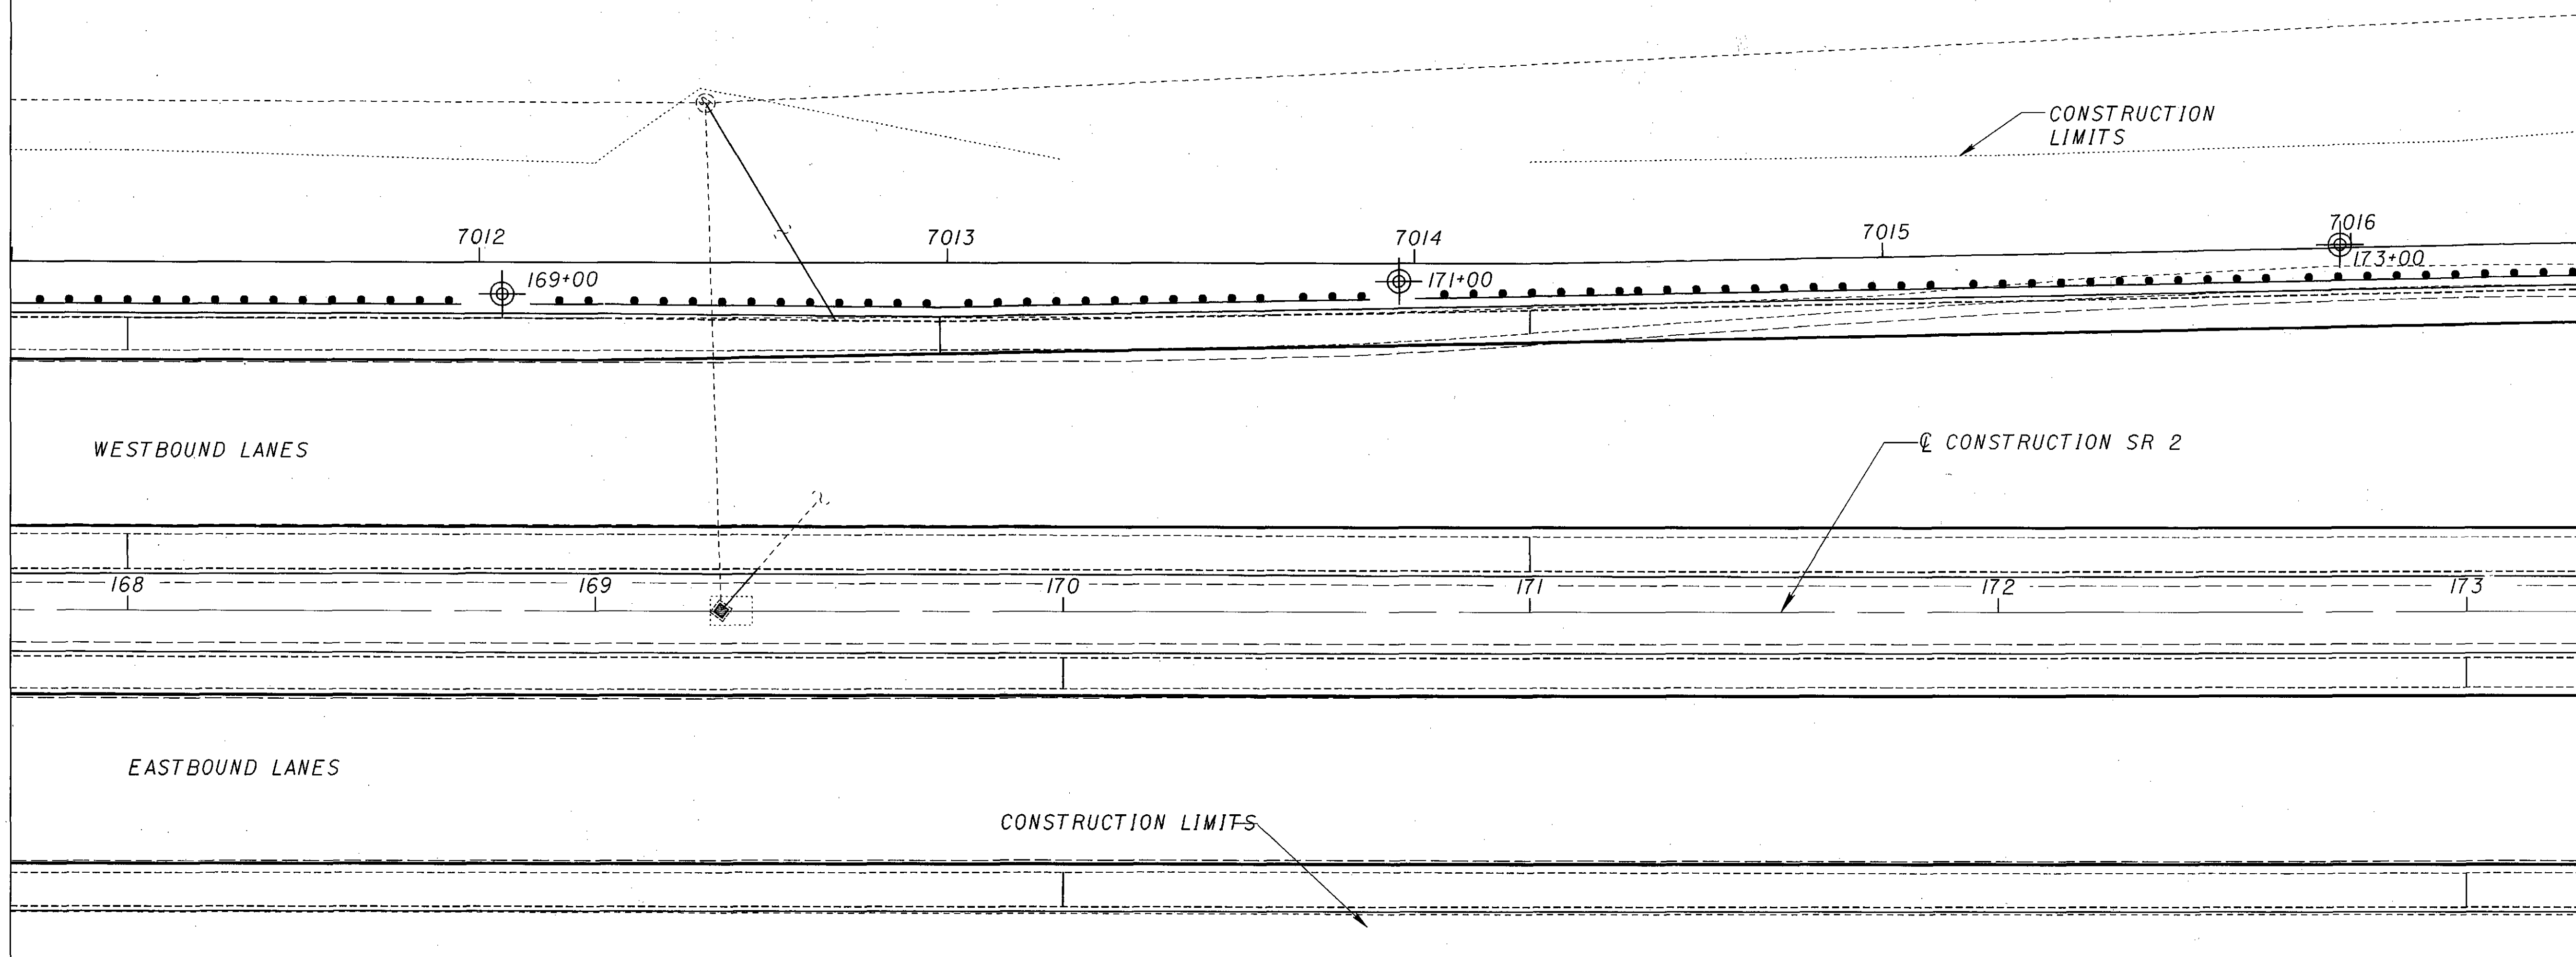 CONSTRUCTION
LIMITS
7012
7013
7014
7015
7016
169+00
171+00
173+00
WESTBOUND LANES
℄ CONSTRUCTION SR 2
168
169
170
171
172
173
EASTBOUND LANES
CONSTRUCTION LIMITS